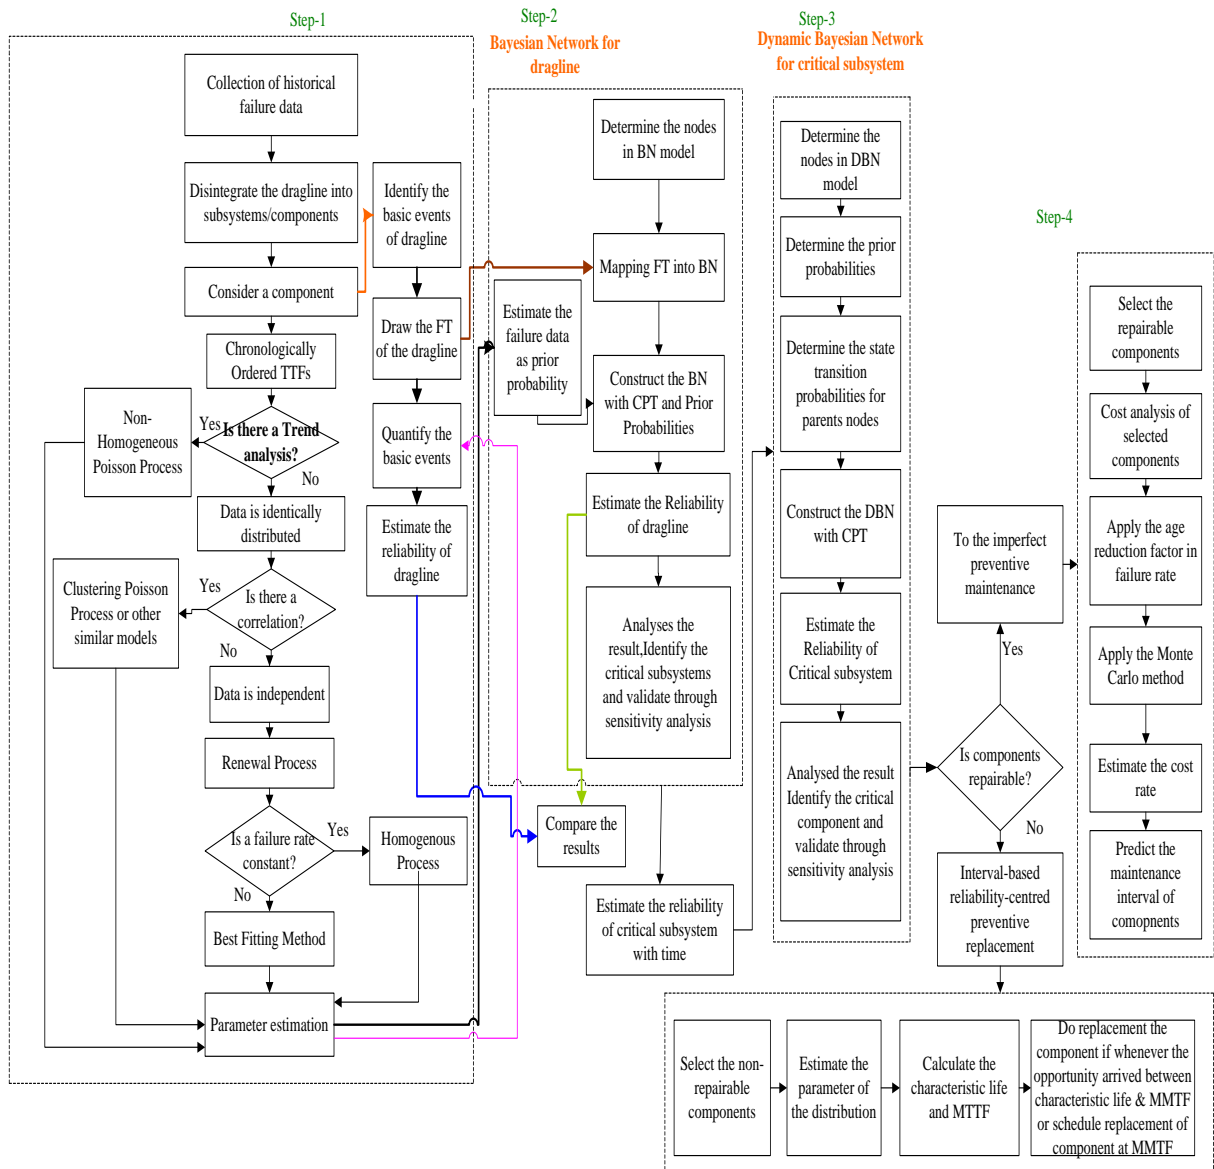 Step-1
Collection of historical
failure data
Disintegrate the dragline into
subsystems/components
Consider a component
Chronologically
Ordered TTFs
Is there a Trend
analysis?
Yes
Non-
Homogeneous
Poisson Process
No
Data is identically
distributed
Is there a
correlation?
Yes
Clustering Poisson
Process or other
similar models
No
Data is independent
Renewal Process
Is a failure rate
constant?
Yes
Homogenous
Process
No
Best Fitting Method
Parameter estimation
Identify the
basic events
of dragline
Draw the FT
of the dragline
Quantify the
basic events
Estimate the
reliability of
dragline
Step-2
Bayesian Network for
dragline
Determine the nodes
in BN model
Mapping FT into BN
Estimate the
failure data
as prior
probability
Construct the BN
with CPT and Prior
Probabilities
Estimate the Reliability
of dragline
Analyses the
result,Identify the
critical subsystems
and validate through
sensitivity analysis
Compare the
results
Estimate the reliability
of critical subsystem
with time
Step-3
Dynamic Bayesian Network
for critical subsystem
Determine the
nodes in DBN
model
Determine the prior
probabilities
Determine the state
transition
probabilities for
parents nodes
Construct the DBN
with CPT
Estimate the
Reliability of
Critical subsystem
Analysed the result
Identify the critical
component and
validate through
sensitivity analysis
Step-4
To the imperfect
preventive
maintenance
Yes
Is components
repairable?
No
Interval-based
reliability-centred
preventive
replacement
Select the
repairable
components
Cost analysis of
selected
components
Apply the age
reduction factor in
failure rate
Apply the Monte
Carlo method
Estimate the cost
rate
Predict the
maintenance
interval of
comopnents
Select the non-
repairable
components
Estimate the
parameter of
the distribution
Calculate the
characteristic life
and MTTF
Do replacement the
component if whenever the
opportunity arrived between
characteristic life & MMTF
or schedule replacement of
component at MMTF